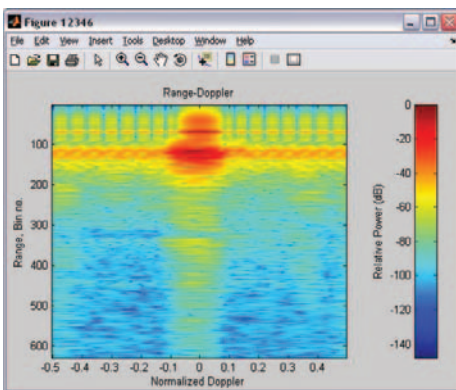 Figure 12346
File Edit View Insert Tools Desktop Window Help
Range-Doppler
100
200
300
400
500
600
Range, Bin no.
-0.5 -0.4 -0.3 -0.2 -0.1 0 0.1 0.2 0.3 0.4
Normalized Doppler
0
-20
-40
-60
-80
-100
-120
-140
Relative Power (dB)